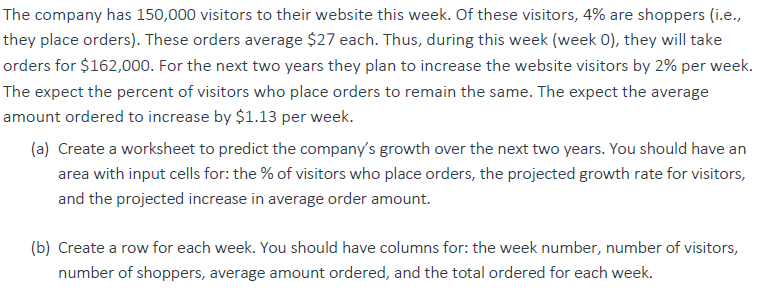 The company has 150,000 visitors to their website this week. Of these visitors, 4% are shoppers (i.e.,
they place orders). These orders average $27 each. Thus, during this week (week 0), they will take
orders for $162,000. For the next two years they plan to increase the website visitors by 2% per week.
The expect the percent of visitors who place orders to remain the same. The expect the average
amount ordered to increase by $1.13 per week.
(a) Create a worksheet to predict the company's growth over the next two years. You should have an
area with input cells for: the % of visitors who place orders, the projected growth rate for visitors,
and the projected increase in average order amount.
(b) Create a row for each week. You should have columns for: the week number, number of visitors,
number of shoppers, average amount ordered, and the total ordered for each week.